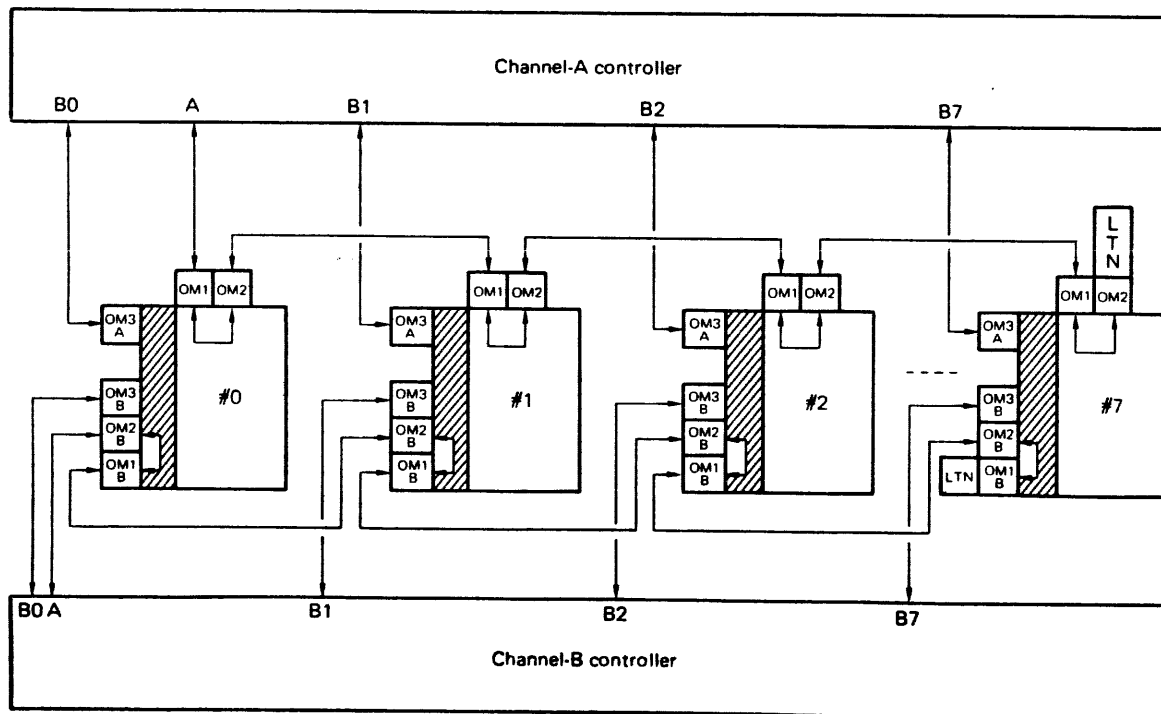 Channel-A controller
B0 A B1 B2 B7
L
T
N
OM1 OM2 OM1 OM2 OM1 OM2 OM1 OM2
OM3
A
OM3
A
OM3
A
OM3
A
OM3
B
OM2
B
OM1
B
#0
OM3
B
OM2
B
OM1
B
#1
OM3
B
OM2
B
OM1
B
#2
OM3
B
OM2
B
LTN
OM1
B
#7
B0 A B1 B2 B7
Channel-B controller